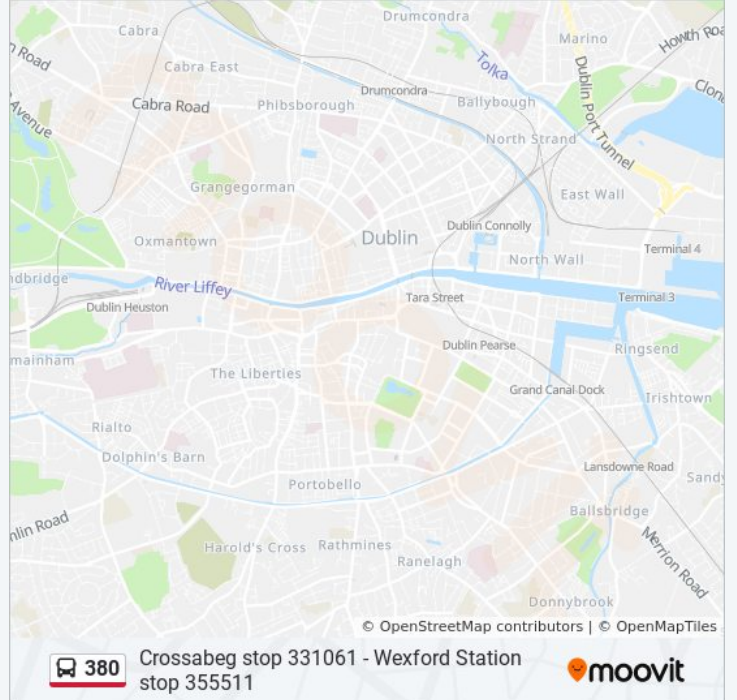 Drumcondra
Cabra
Marino
Howth Roa
n Road
Tolka
Cabra East
Dublin Port Tunnel
Drumcondra
Clont
Avenue
Cabra Road
Phibsborough
Ballybough
North Strand
Grangegorman
East Wall
Dublin Connolly
Oxmantown
Dublin
Terminal 4
North Wall
ndbridge
River Liffey
Tara Street
Terminal 3
Dublin Heuston
Dublin Pearse
Ringsend
mainham
The Liberties
Grand Canal Dock
Irishtown
Rialto
Dolphin's Barn
Lansdowne Road
Sandy
Portobello
Ballsbridge
nlin Road
Harold's Cross
Rathmines
Merrion Road
Ranelagh
Donnybrook
© OpenStreetMap contributors | © OpenMapTiles
380
Crossabeg stop 331061 - Wexford Station
stop 355511
moovit